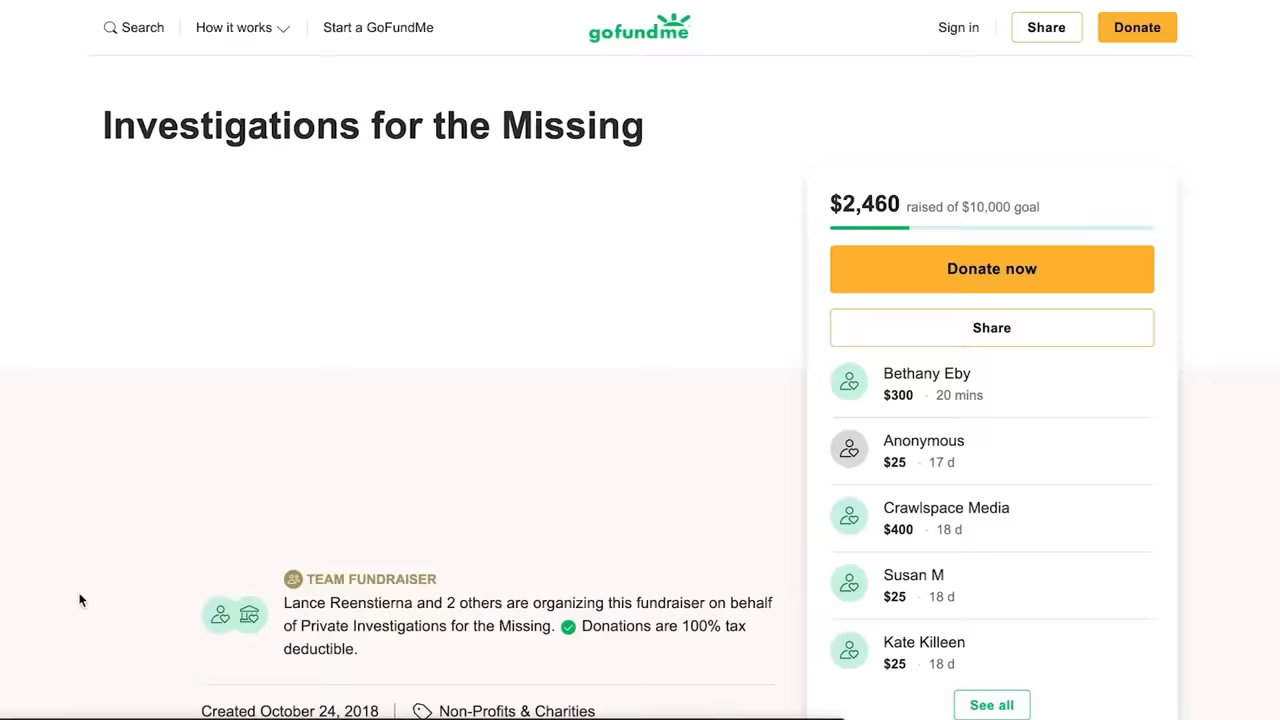 Search
How it works
Start a GoFundMe
gofundme
Sign in
Share
Donate
Investigations for the Missing
$2,460 raised of $10,000 goal
Donate now
Share
Bethany Eby
$300 · 20 mins
Anonymous
$25 · 17 d
Crawlspace Media
$400 · 18 d
Susan M
$25 · 18 d
Kate Killeen
$25 · 18 d
See all
TEAM FUNDRAISER
Lance Reenstierna and 2 others are organizing this fundraiser on behalf
of Private Investigations for the Missing. Donations are 100% tax
deductible.
Created October 24, 2018
Non-Profits & Charities